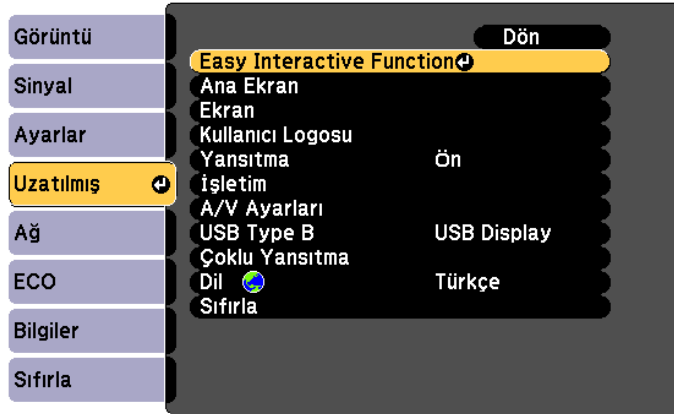 Görüntü
Sinyal
Ayarlar
Uzatılmış
Ağ
ECO
Bilgiler
Sıfırla
Dön
Easy Interactive Function
Ana Ekran
Ekran
Kullanıcı Logosu
Yansıtma Ön
İşletim
A/V Ayarları
USB Type B USB Display
Çoklu Yansıtma
Dil Türkçe
Sıfırla